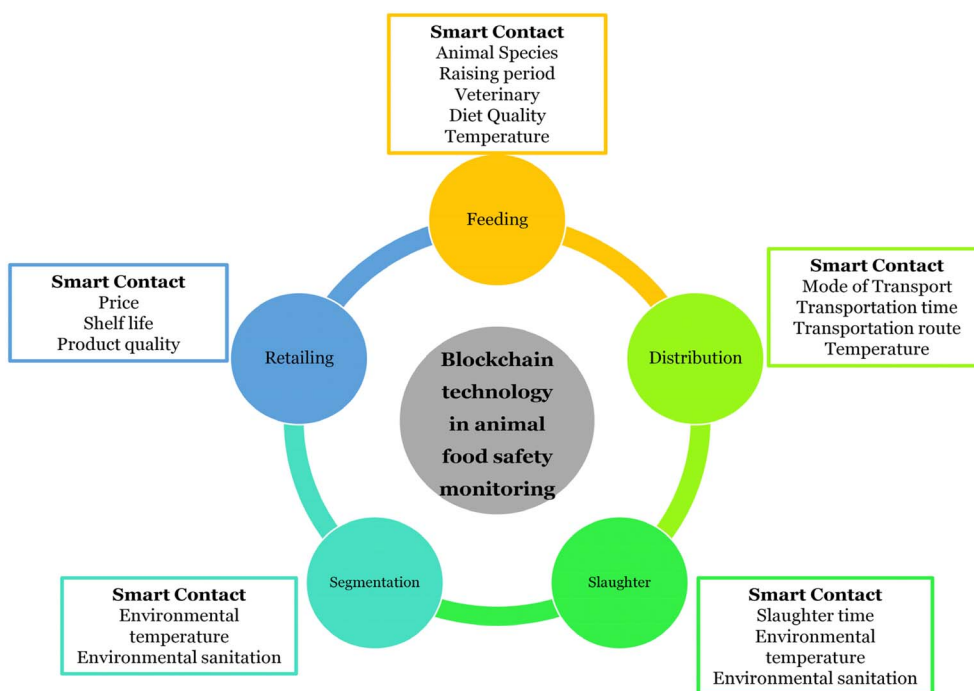 Smart Contact
Animal Species
Raising period
Veterinary
Diet Quality
Temperature
Feeding
Smart Contact
Mode of Transport
Transportation time
Transportation route
Temperature
Distribution
Smart Contact
Slaughter time
Environmental
temperature
Environmental sanitation
Slaughter
Smart Contact
Environmental
temperature
Environmental sanitation
Segmentation
Smart Contact
Price
Shelf life
Product quality
Retailing
Blockchain
technology
in animal
food safety
monitoring